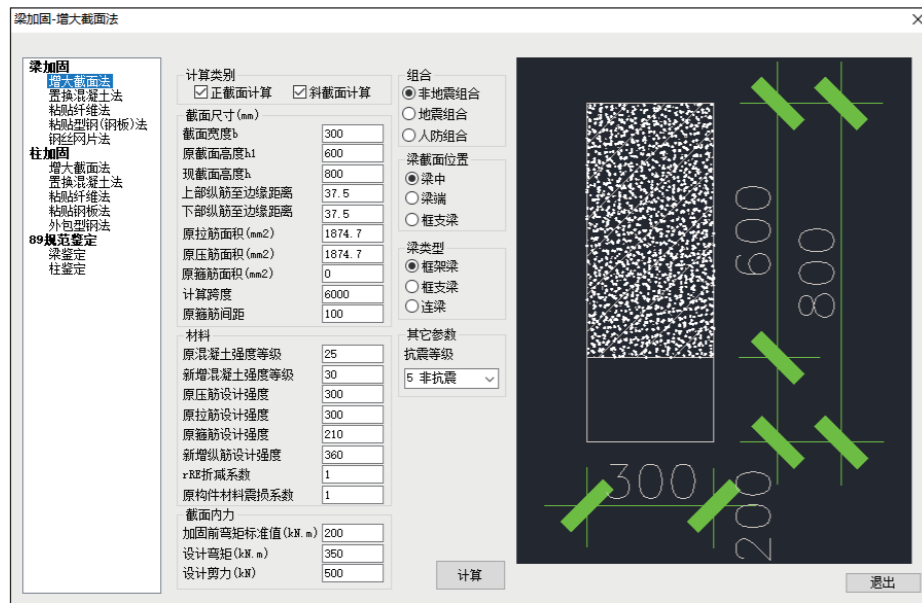 梁加固-增大截面法
梁加固
增大截面法
置换混凝土法
粘贴纤维法
粘贴型钢(钢板)法
钢丝网片法
柱加固
增大截面法
置换混凝土法
粘贴纤维法
粘贴钢板法
外包型钢法
89规范鉴定
梁鉴定
柱鉴定
计算类别
正截面计算 斜截面计算
截面尺寸(mm)
截面宽度b 300
原截面高度h1 600
现截面高度h 800
上部纵筋至边缘距离 37.5
下部纵筋至边缘距离 37.5
原拉筋面积(mm2) 1874.7
原压筋面积(mm2) 1874.7
原箍筋面积(mm2) 0
计算跨度 6000
原箍筋间距 100
材料
原混凝土强度等级 25
新增混凝土强度等级 30
原压筋设计强度 300
原拉筋设计强度 300
原箍筋设计强度 210
新增纵筋设计强度 360
rRE折减系数 1
原构件材料震损系数 1
截面内力
加固前弯矩标准值(kN.m) 200
设计弯矩(kN.m) 350
设计剪力(kN) 500
组合
非地震组合
地震组合
人防组合
梁截面位置
梁中
梁端
框支梁
梁类型
框架梁
框支梁
连梁
其它参数
抗震等级
5 非抗震
计算
600
800
300
200
退出